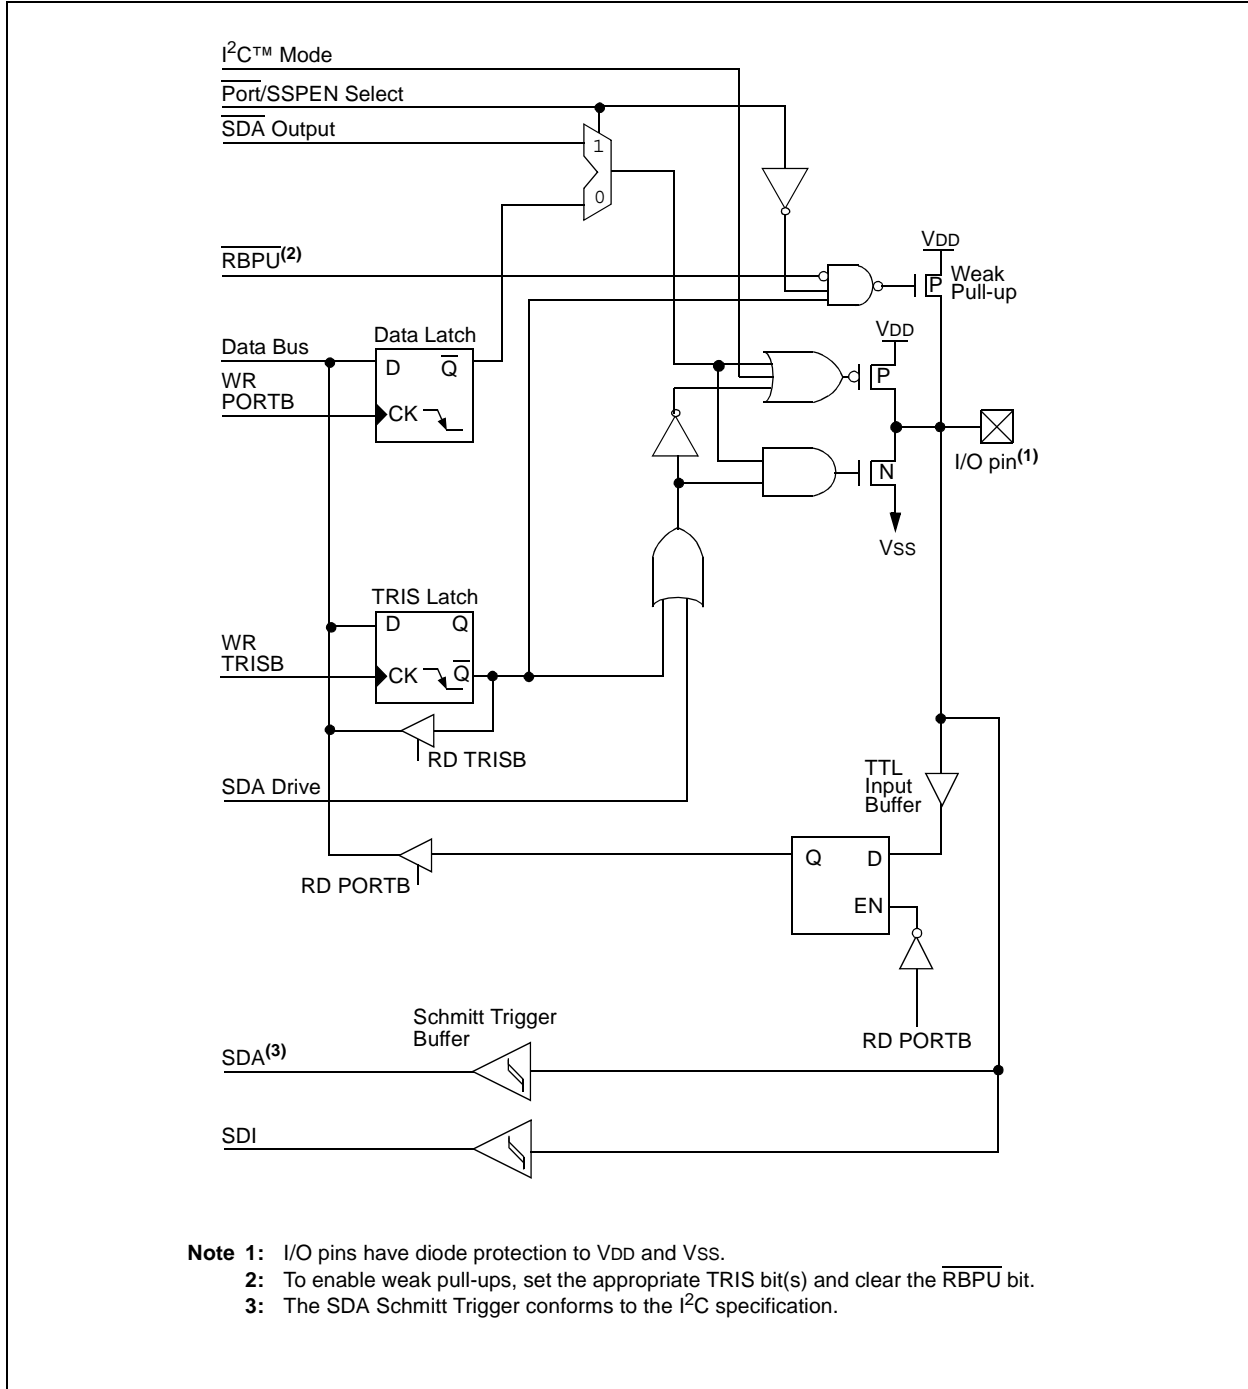 I²C™ Mode
Port/SSPEN Select
SDA Output
1
0
RBPU(2)
VDD
P
Weak
Pull-up
Data Latch
VDD
Data Bus
D
Q
WR
PORTB
CK
P
I/O pin(1)
N
VSS
TRIS Latch
D
Q
WR
TRISB
CK
Q
RD TRISB
SDA Drive
TTL
Input
Buffer
Q
D
RD PORTB
EN
Schmitt Trigger
Buffer
RD PORTB
SDA(3)
SDI
Note 1: I/O pins have diode protection to VDD and VSS.
2: To enable weak pull-ups, set the appropriate TRIS bit(s) and clear the RBPU bit.
3: The SDA Schmitt Trigger conforms to the I²C specification.